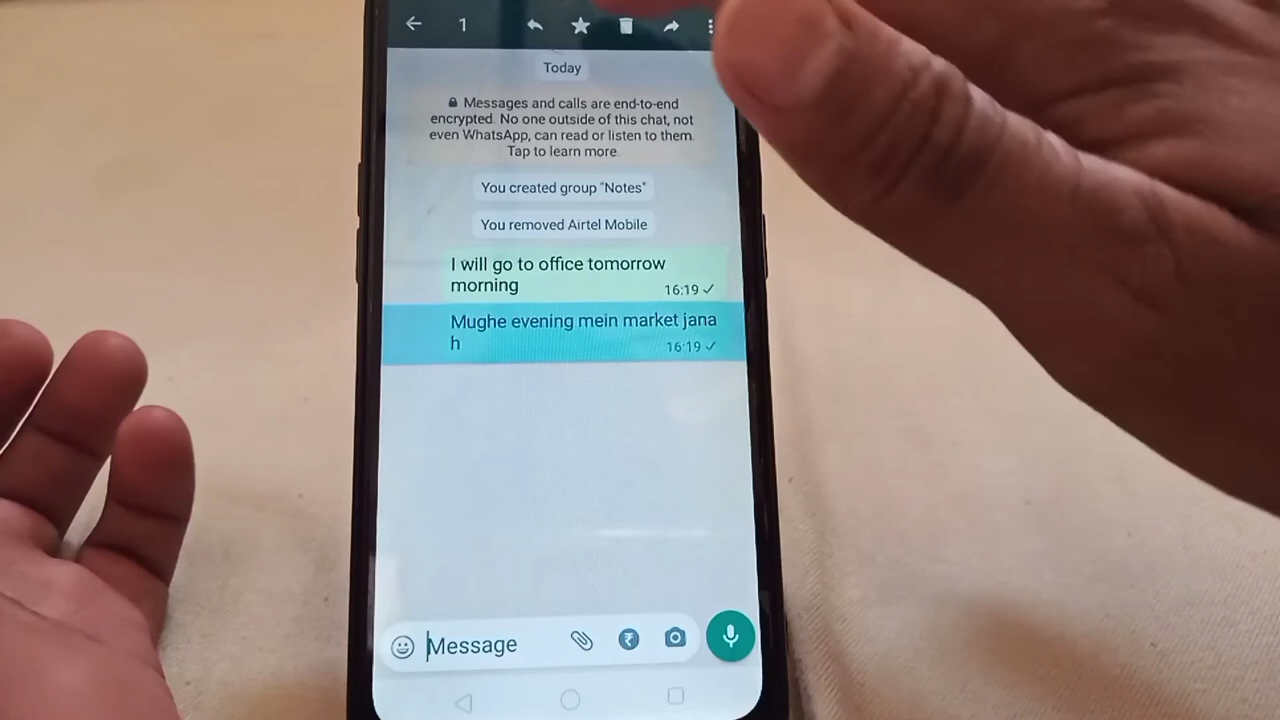 1
Today
Messages and calls are end-to-end
encrypted. No one outside of this chat, not
even WhatsApp, can read or listen to them.
Tap to learn more.
You created group "Notes"
You removed Airtel Mobile
I will go to office tomorrow
morning 16:19
Mughe evening mein market jana
h 16:19
Message